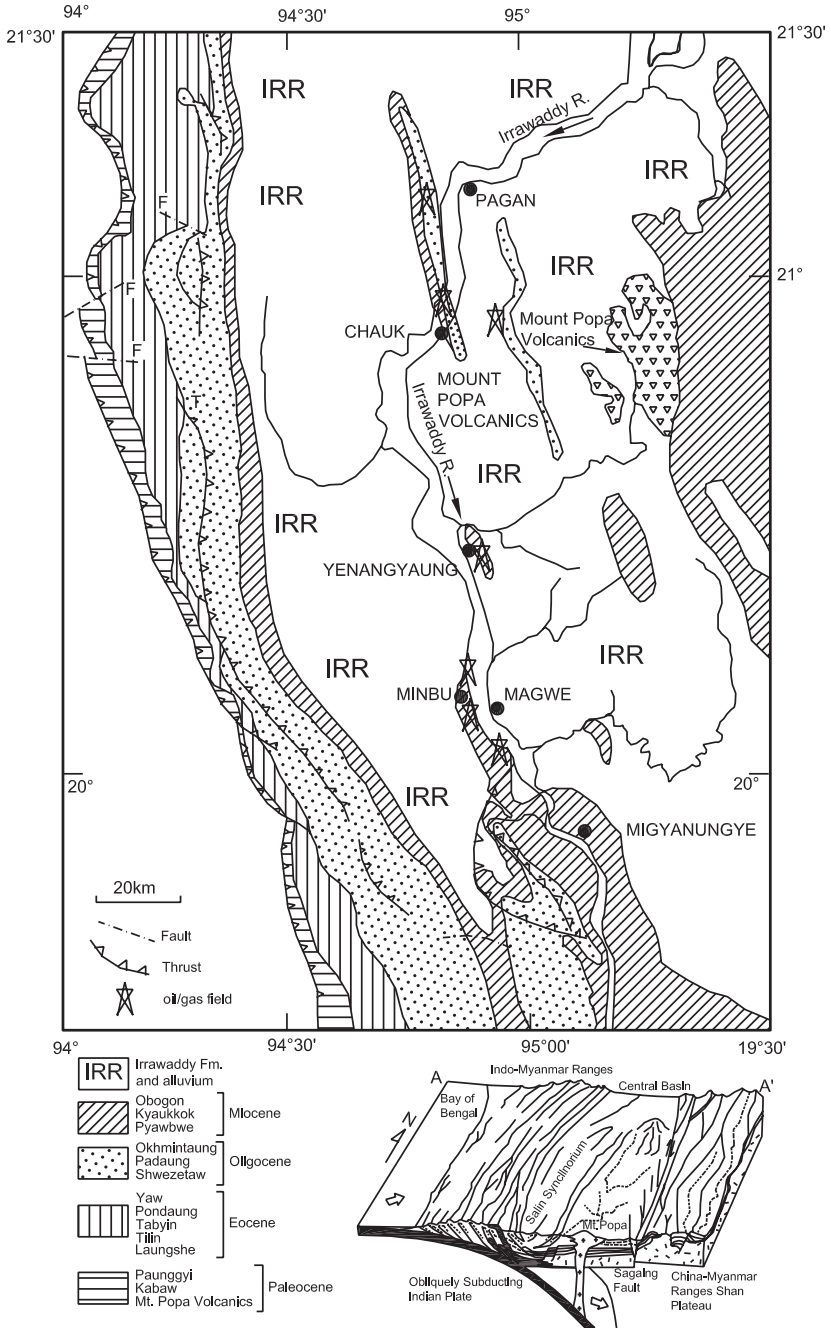 94°
94°30'
95°
21°30'
21°30'
IRR
IRR
Irrawaddy R.
IRR
IRR
PAGAN
F
IRR
21°
F
Mount Popa
Volcanics
CHAUK
F
MOUNT
POPA
VOLCANICS
Irrawaddy R.
T
IRR
IRR
YENANGYAUNG
IRR
IRR
MINBU
MAGWE
20°
20°
IRR
MIGYANUNGYE
20km
Fault
Thrust
oil/gas field
94°
94°30'
95°00'
19°30'
IRR
Irrawaddy Fm.
and alluvium
Obogon
Kyaukkok
Pyawbwe
Miocene
Okhmintaung
Padaung
Shwezetaw
Oligocene
Yaw
Pondaung
Tabyin
Tilin
Laungshe
Eocene
Paunggyi
Kabaw
Mt. Popa Volcanics
Paleocene
Indo-Myanmar Ranges
A
Central Basin
A'
Bay of
Bengal
N
Salin Synclinorium
Mt.Popa
Obliquely Subducting
Indian Plate
Sagaing
Fault
China-Myanmar
Ranges Shan
Plateau